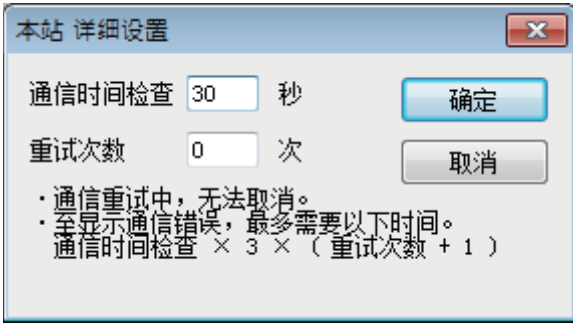 本站 详细设置
通信时间检查 30 秒 确定
重试次数 0 次 取消
·通信重试中，无法取消。
·至显示通信错误，最多需要以下时间。
通信时间检查 × 3 ×（重试次数 + 1 ）